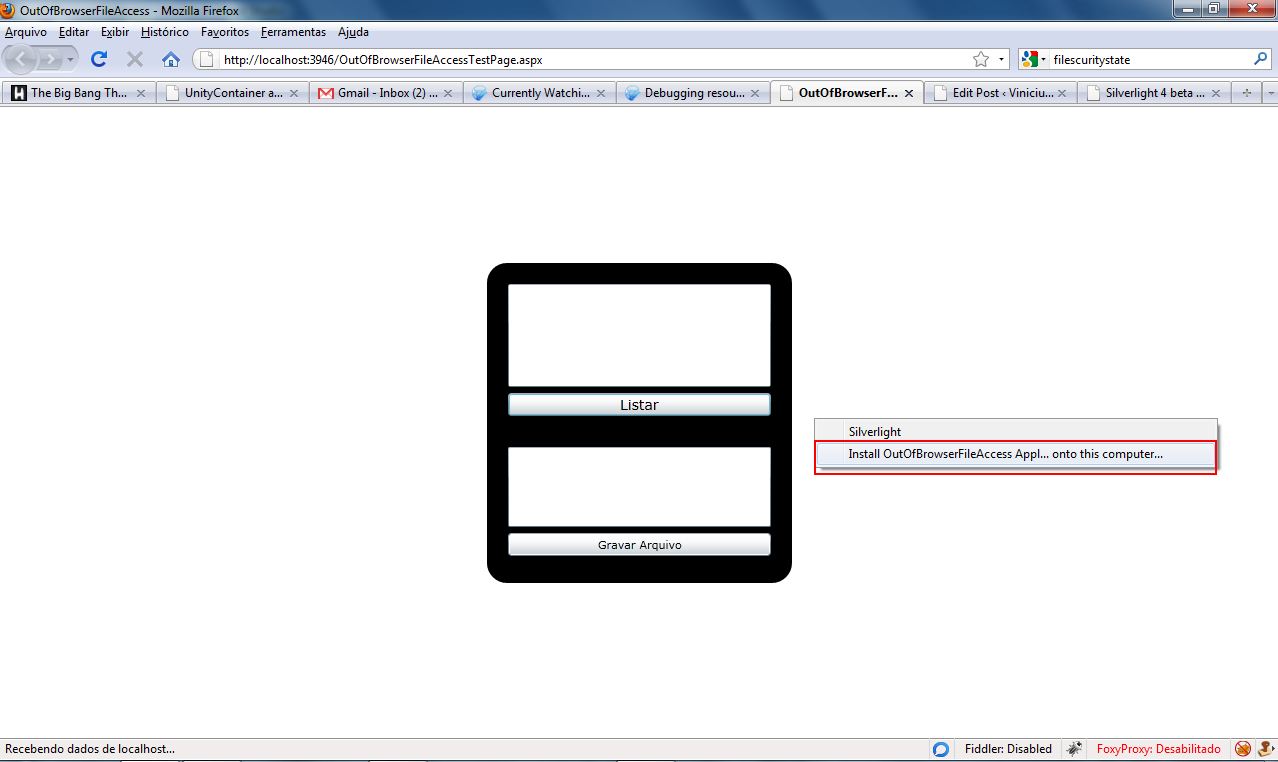 OutOfBrowserFileAccess - Mozilla Firefox
Arquivo Editar Exibir Histórico Favoritos Ferramentas Ajuda
http://localhost:3946/OutOfBrowserFileAccessTestPage.aspx filescuritystate
The Big Bang Th... UnityContainer a... Gmail - Inbox (2) ... Currently Watchi... Debugging resou... OutOfBrowserF... Edit Post ‹ Viniciu... Silverlight 4 beta ...
Listar
Silverlight
Install OutOfBrowserFileAccess Appl... onto this computer...
Gravar Arquivo
Recebendo dados de localhost... Fiddler: Disabled FoxyProxy: Desabilitado